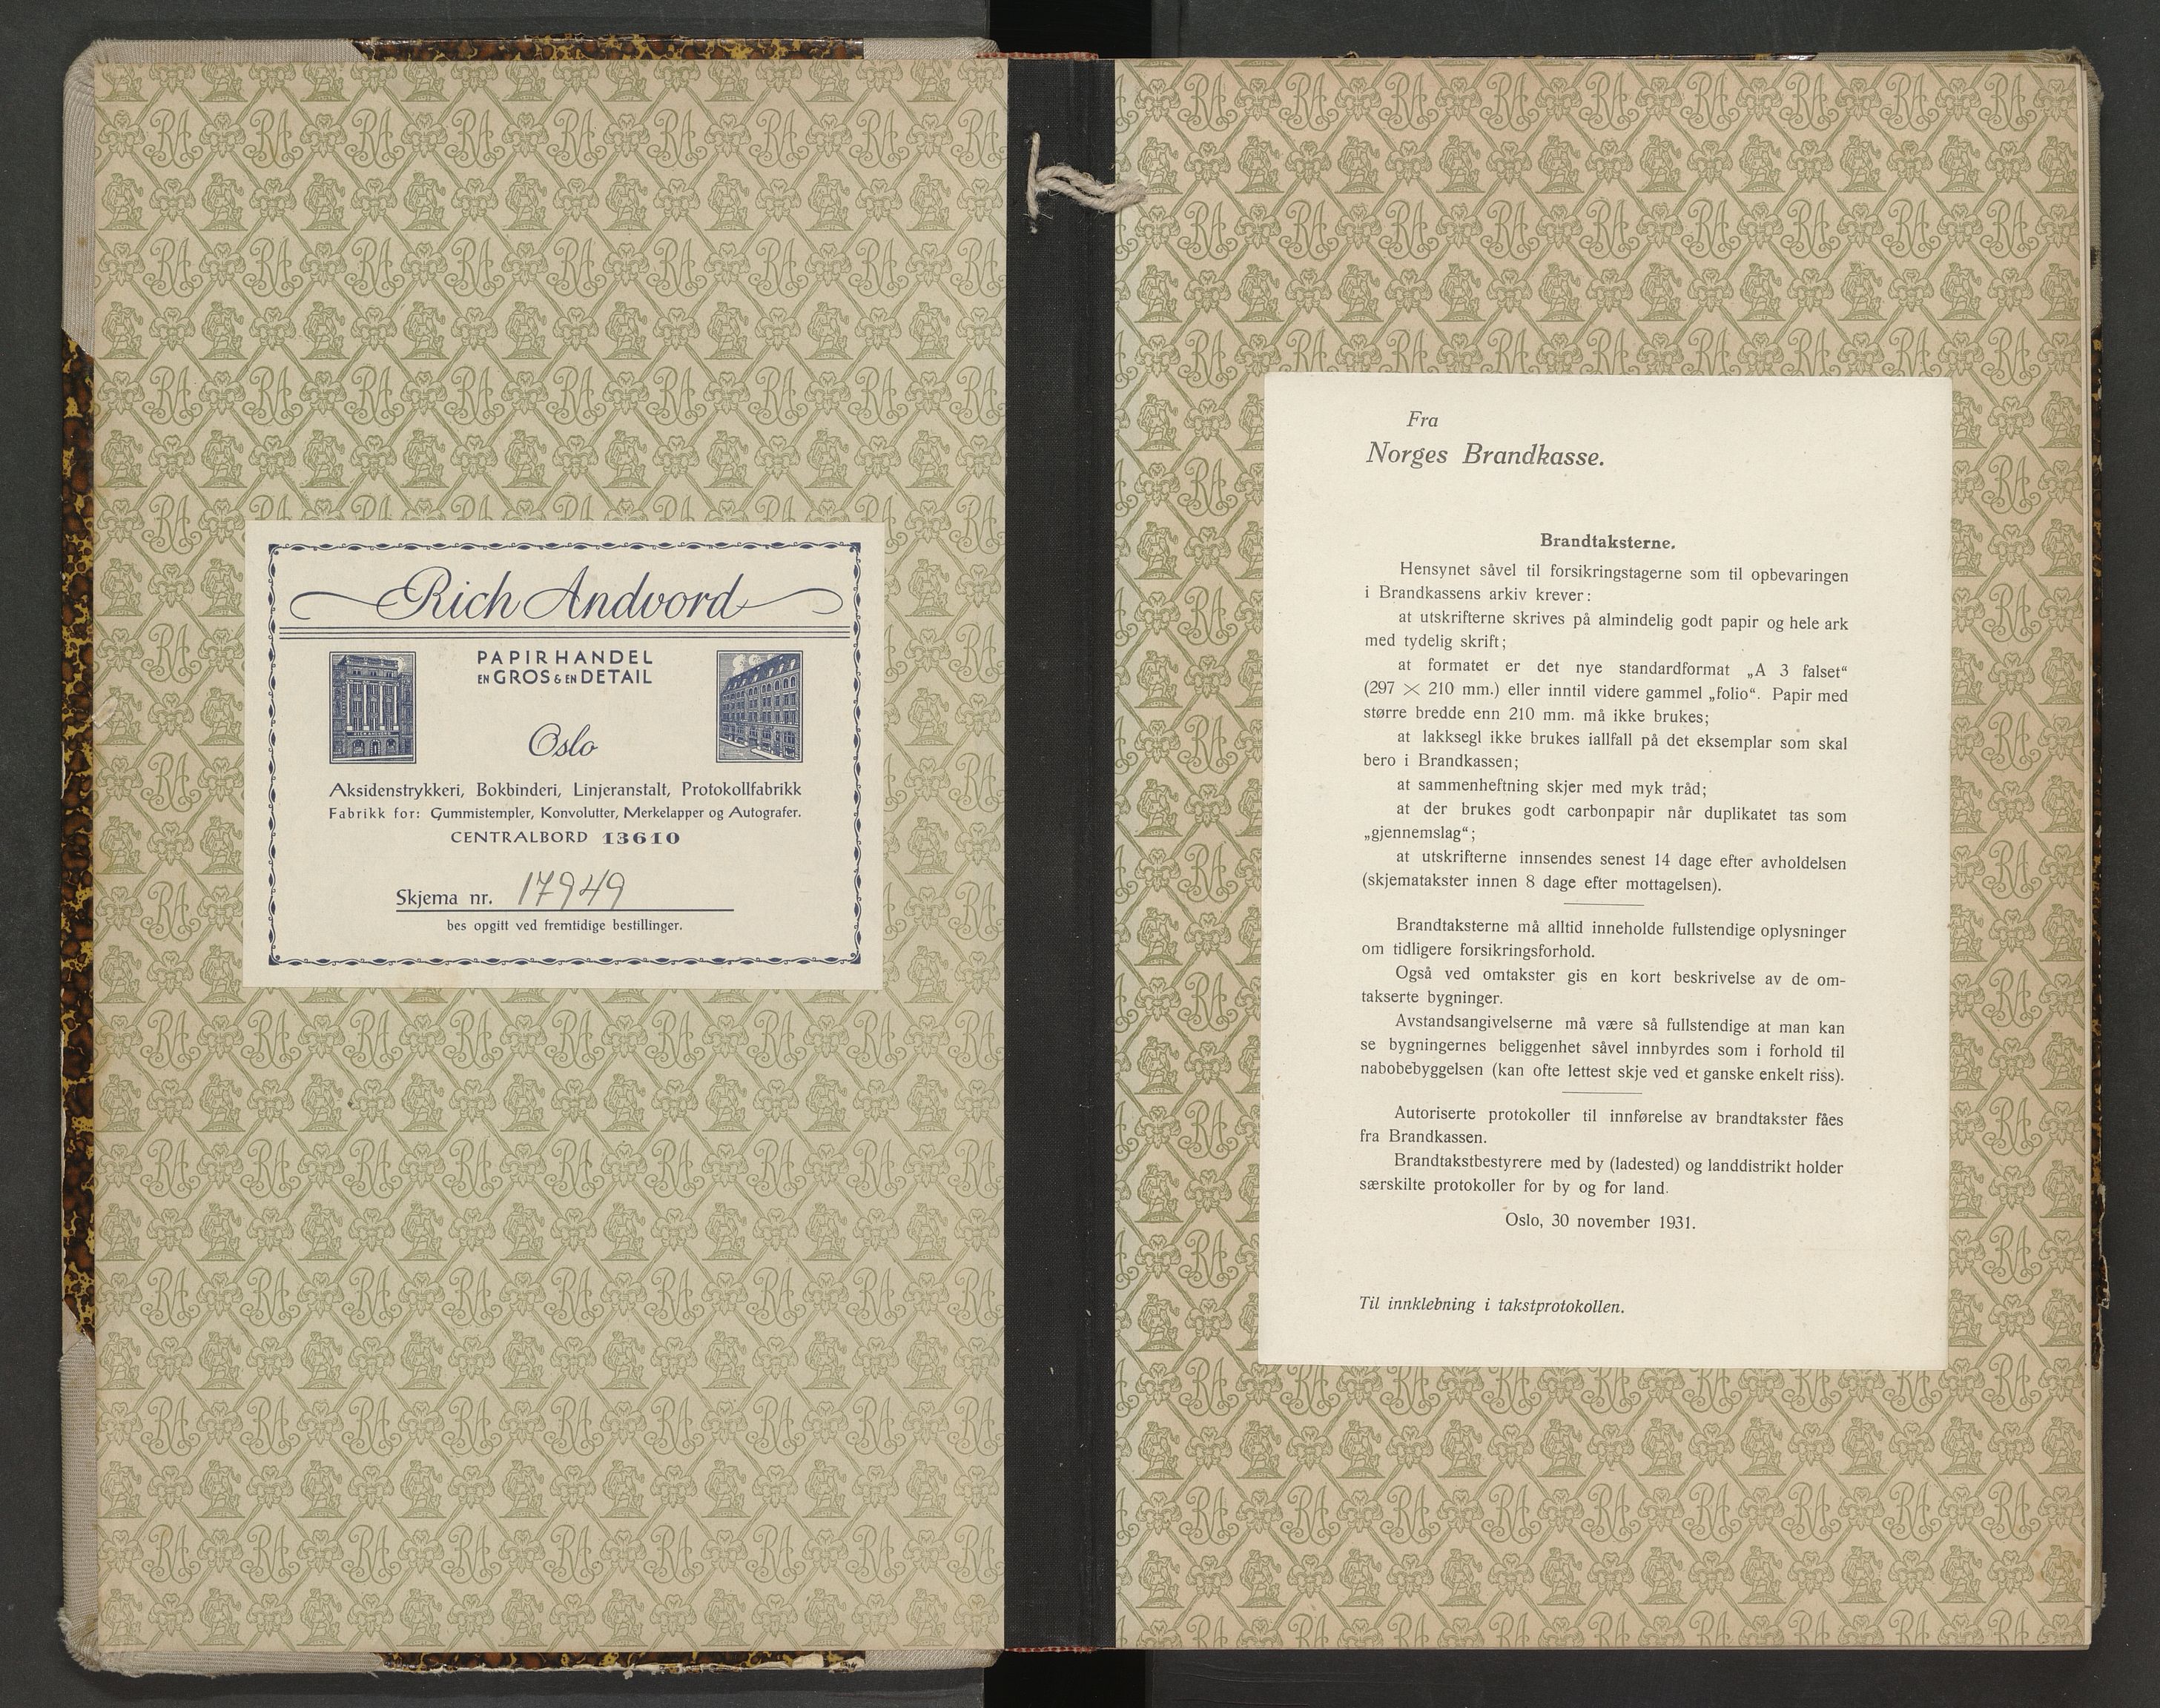 Rich Andvord
PAPIRHANDEL
EN GROS & EN DETAIL
Oslo
Aksidenstrykkeri, Bokbinderi, Linjeranstalt, Protokollfabrikk
Fabrikk for: Gummistempler, Konvolutter, Merkelapper og Autografer.
CENTRALBORD 13610
Skjema nr. 17949
bes opgitt ved fremtidige bestillinger.
Fra
Norges Brandkasse.
Brandtaksterne.
Hensynet såvel til forsikringstagerne som til opbevaringen
i Brandkassens arkiv krever:
at utskrifterne skrives på almindelig godt papir og hele ark
med tydelig skrift;
at formatet er det nye standardformat „A 3 falset“
(297 × 210 mm.) eller inntil videre gammel „folio“. Papir med
større bredde enn 210 mm. må ikke brukes;
at lakksegl ikke brukes iallfall på det eksemplar som skal
bero i Brandkassen;
at sammenheftning skjer med myk tråd;
at der brukes godt carbonpapir når duplikatet tas som
„gjennemslag“;
at utskrifterne innsendes senest 14 dage efter avholdelsen
(skjematakster innen 8 dage efter mottagelsen).
Brandtaksterne må alltid inneholde fullstendige oplysninger
om tidligere forsikringsforhold.
Også ved omtakster gis en kort beskrivelse av de om-
takserte bygninger.
Avstandsangivelserne må være så fullstendige at man kan
se bygningernes beliggenhet såvel innbyrdes som i forhold til
nabobebyggelsen (kan ofte lettest skje ved et ganske enkelt riss).
Autoriserte protokoller til innførelse av brandtakster fåes
fra Brandkassen.
Brandtakstbestyrere med by (ladested) og landdistrikt holder
særskilte protokoller for by og for land.
Oslo, 30 november 1931.
Til innklebning i takstprotokollen.